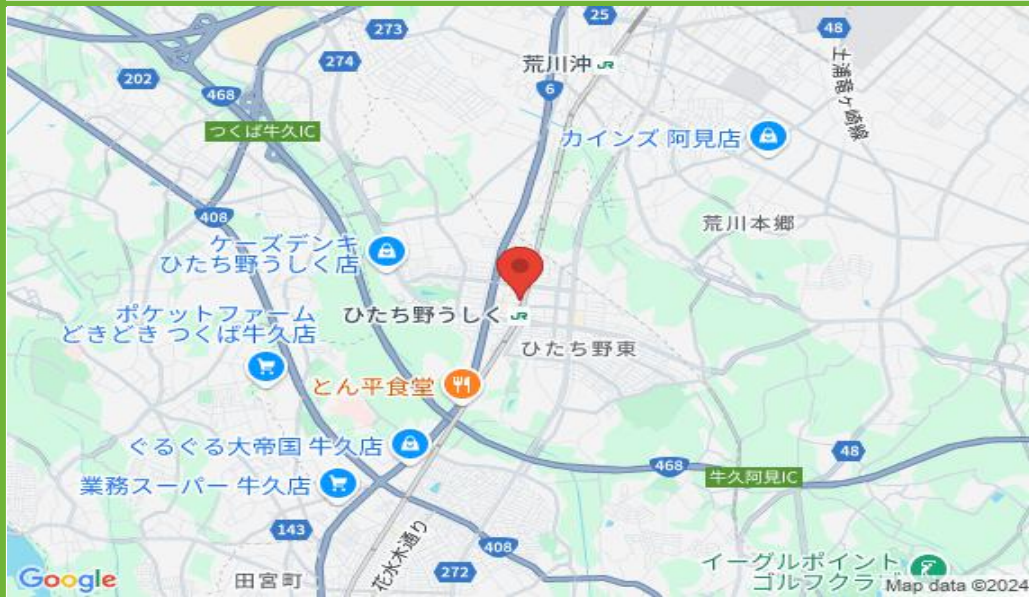 25
273
48
274
荒川沖 JR
202
468
6
土浦竜ヶ崎線
つくば牛久IC
カインズ 阿見店
408
荒川本郷
ケーズデンキ
ひたち野うしく店
ポケットファーム
どきどき つくば牛久店
ひたち野うしく JR
ひたち野東
とん平食堂
ぐるぐる大帝国 牛久店
48
468
牛久阿見IC
業務スーパー 牛久店
143
花水木通り
408
イーグルポイント
ゴルフクラブ
272
田宮町
Google
Map data ©2024